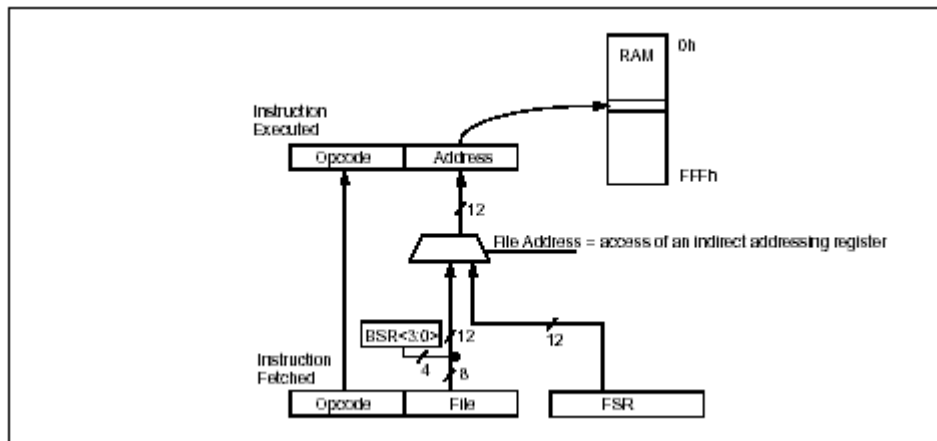 RAM
0h
Instruction
Executed
Opcode
Address
FFFh
12
File Address = access of an indirect addressing register
BSR<3:0>
12
12
4
8
Instruction
Fetched
Opcode
File
FSR